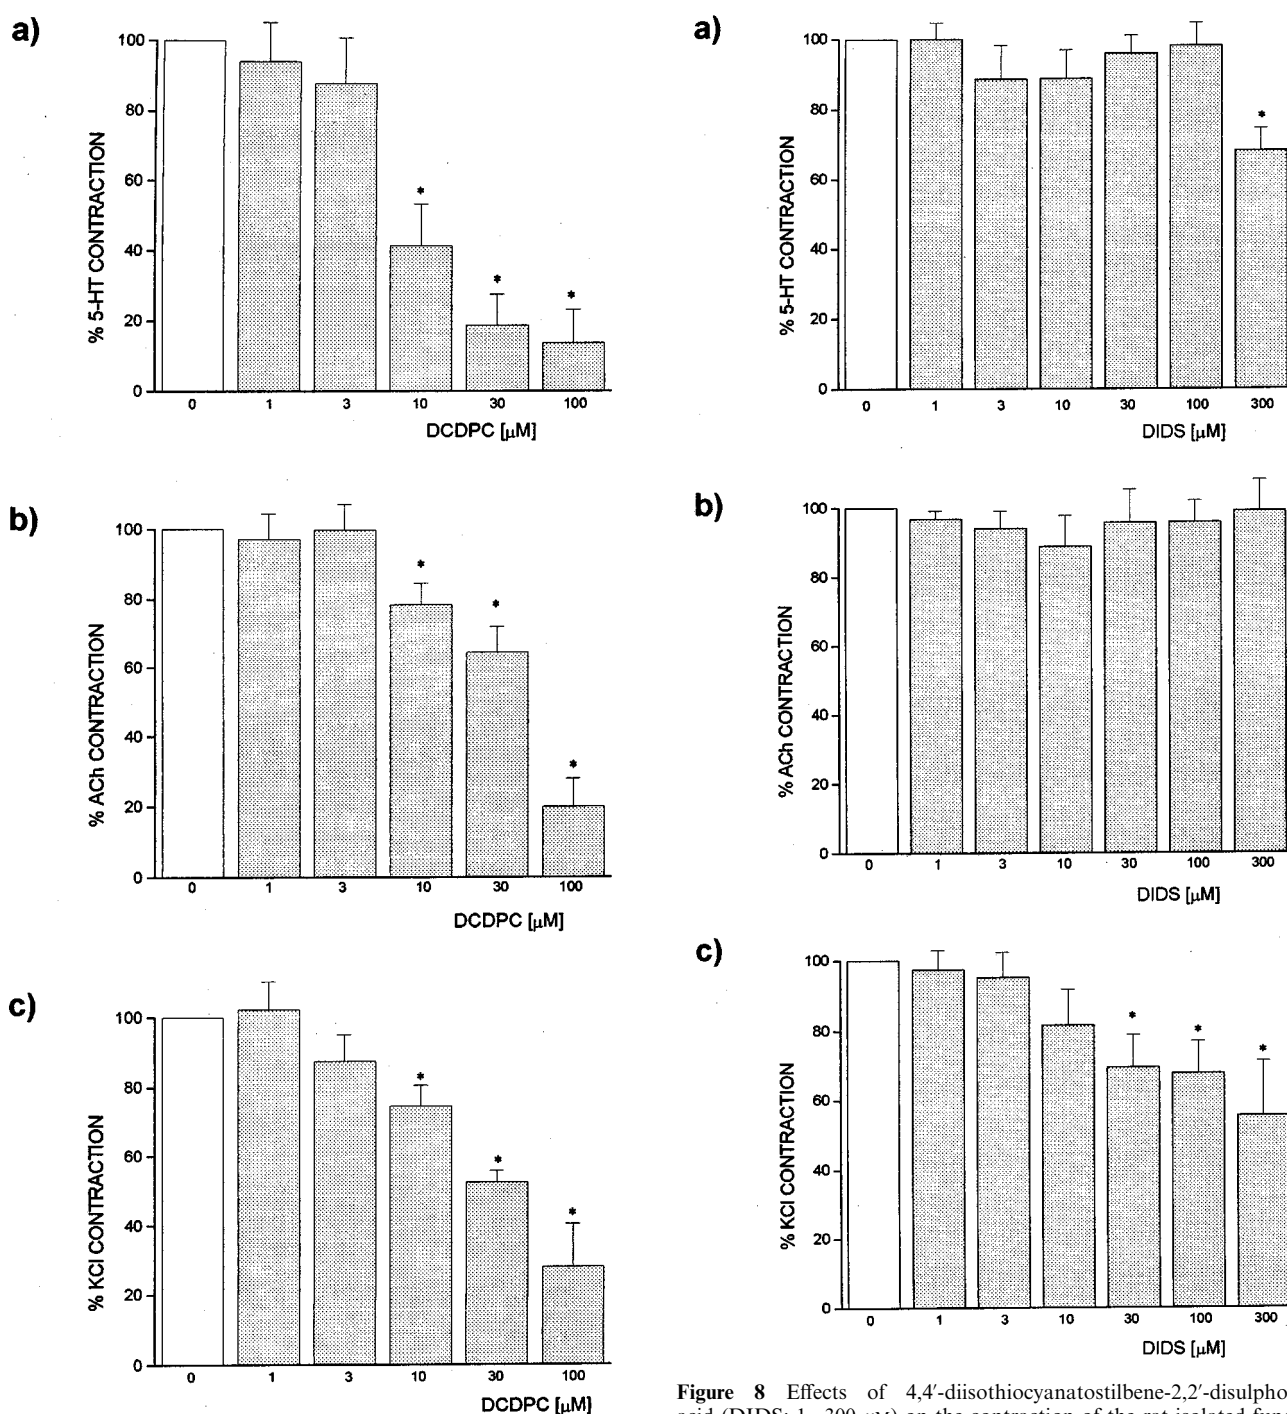 a)
100
80
60
40
20
0
% 5-HT CONTRACTION
*
*
*
0 1 3 10 30 100
DCDPC [μM]
b)
100
80
60
40
20
0
% ACh CONTRACTION
*
*
*
0 1 3 10 30 100
DCDPC [μM]
c)
100
80
60
40
20
0
% KCl CONTRACTION
*
*
*
0 1 3 10 30 100
DCDPC [μM]
a)
100
80
60
40
20
0
% 5-HT CONTRACTION
*
0 1 3 10 30 100 300
DIDS [μM]
b)
100
80
60
40
20
0
% ACh CONTRACTION
0 1 3 10 30 100 300
DIDS [μM]
c)
100
80
60
40
20
0
% KCl CONTRACTION
*
*
*
0 1 3 10 30 100 300
DIDS [μM]
Figure 8 Effects of 4,4′-diisothiocyanatostilbene-2,2′-disulpho